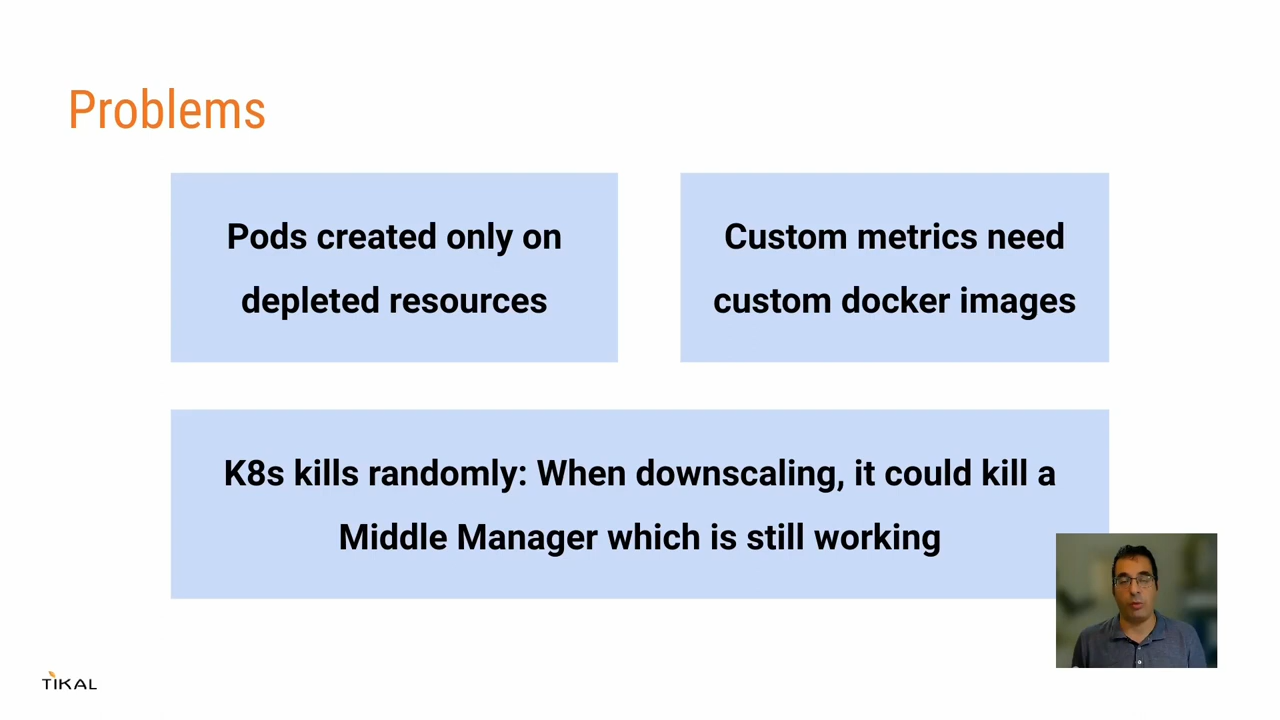 Problems
Pods created only on
depleted resources
Custom metrics need
custom docker images
K8s kills randomly: When downscaling, it could kill a
Middle Manager which is still working
TIKAL